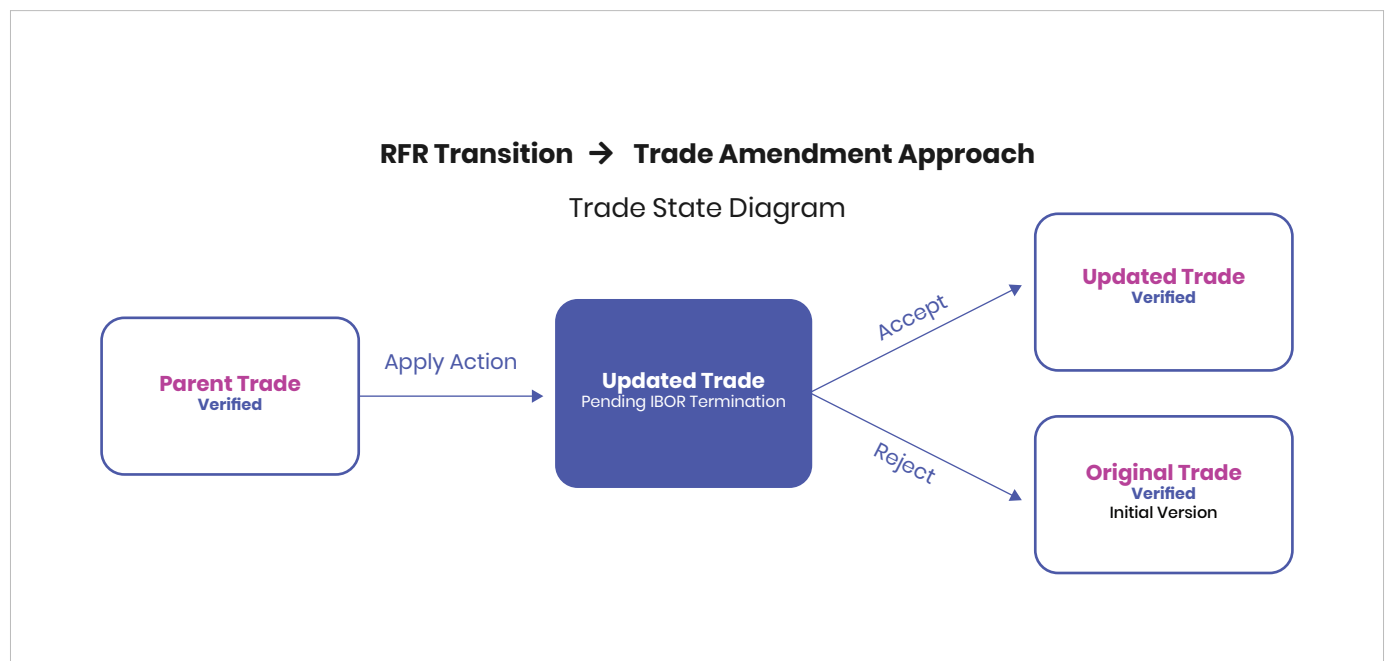 RFR Transition → Trade Amendment Approach
Trade State Diagram
Parent Trade
Verified
Apply Action
Updated Trade
Pending IBOR Termination
Accept
Updated Trade
Verified
Reject
Original Trade
Verified
Initial Version